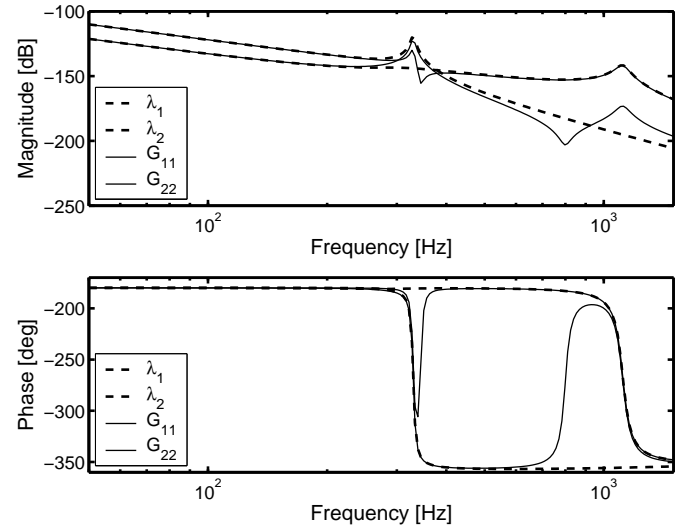 −100
−150
−200
−250
Magnitude [dB]
λ1
λ2
G11
G22
10^2
10^3
Frequency [Hz]
−200
−250
−300
−350
Phase [deg]
λ1
λ2
G11
G22
10^2
10^3
Frequency [Hz]